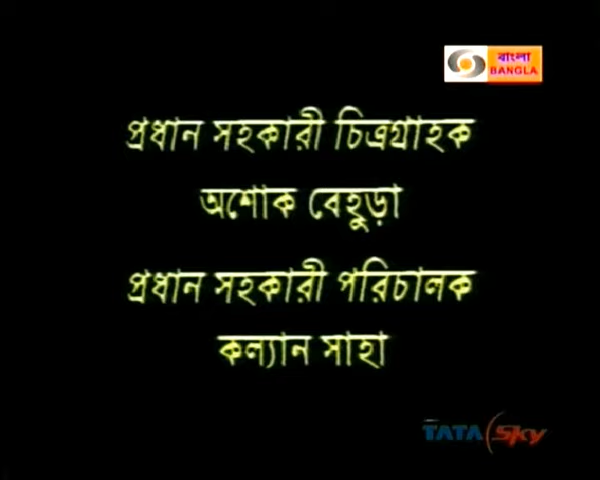 বাংলা
BANGLA
প্রধান সহকারী চিত্রগ্রাহক
অশোক বেহুড়া
প্রধান সহকারী পরিচালক
কল্যান সাহা
TATA Sky